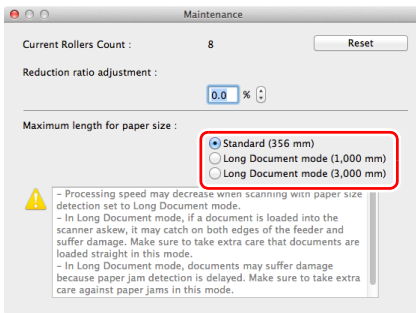 Maintenance
Current Rollers Count : 8 Reset
Reduction ratio adjustment :
0.0 %
Maximum length for paper size :
Standard (356 mm)
Long Document mode (1,000 mm)
Long Document mode (3,000 mm)
– Processing speed may decrease when scanning with paper size
detection set to Long Document mode.
– In Long Document mode, if a document is loaded into the
scanner askew, it may catch on both edges of the feeder and
suffer damage. Make sure to take extra care that documents are
loaded straight in this mode.
– In Long Document mode, documents may suffer damage
because paper jam detection is delayed. Make sure to take extra
care against paper jams in this mode.